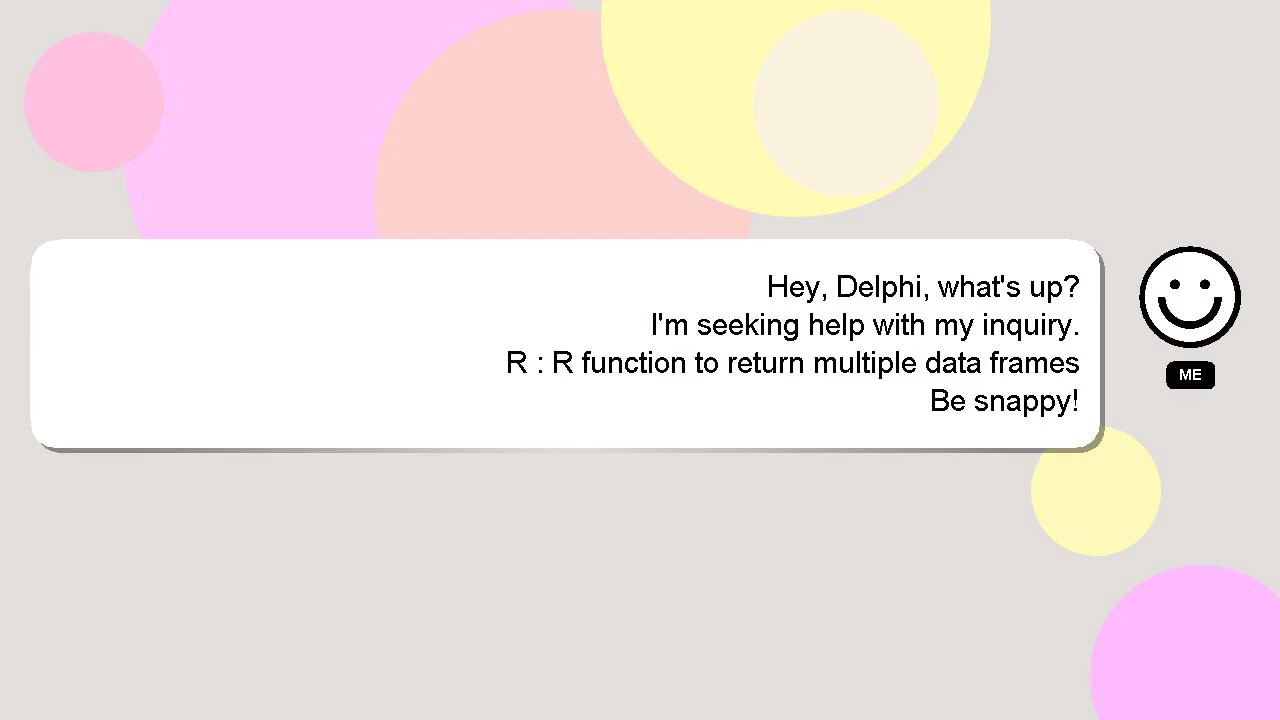 Hey, Delphi, what's up?
I'm seeking help with my inquiry.
R : R function to return multiple data frames
Be snappy!
ME